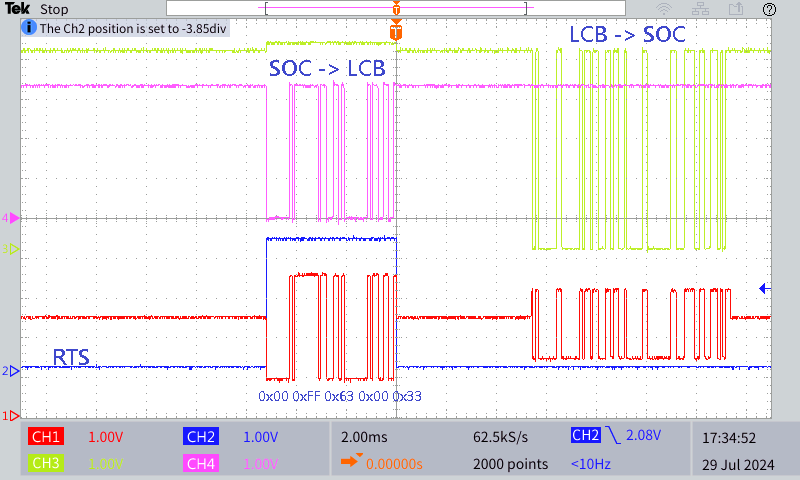 Tek Stop
T
i The Ch2 position is set to -3.85div
T
LCB -> SOC
SOC -> LCB
4
3
RTS
2
0x00 0xFF 0x63 0x00 0x33
1
CH1 1.00V CH2 1.00V 2.00ms 62.5kS/s CH2 2.08V 17:34:52
CH3 1.00V CH4 1.00V 0.00000s 2000 points <10Hz 29 Jul 2024